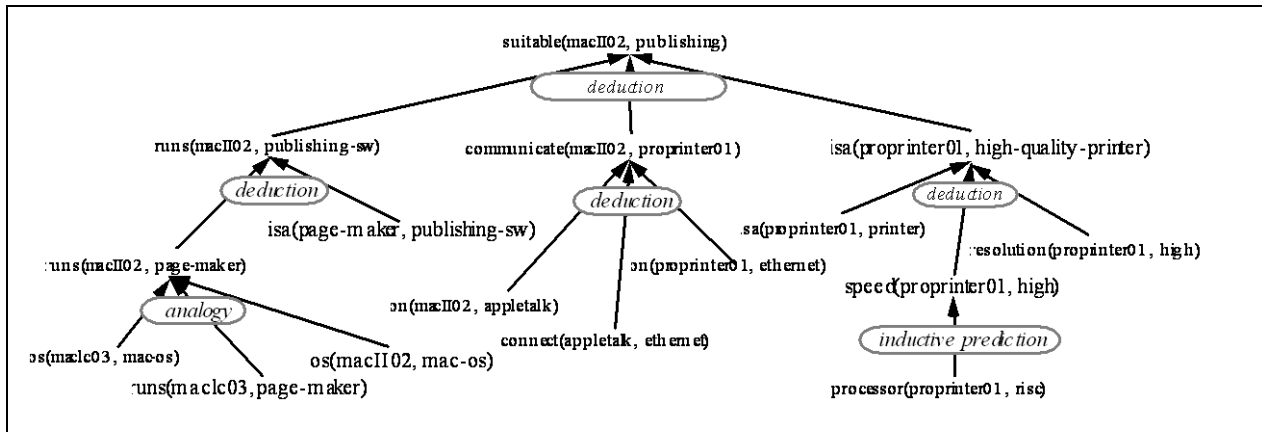 suitable(macII02, publishing)
deduction
runs(macII02, publishing-sw)
communicate(macII02, proprinter01)
isa(proprinter01, high-quality-printer)
deduction
deduction
deduction
isa(page-maker, publishing-sw)
isa(proprinter01, printer)
runs(macII02, page-maker)
on(proprinter01, ethernet)
resolution(proprinter01, high)
speed(proprinter01, high)
analogy
on(macII02, appletalk)
connect(appletalk, ethernet)
inductive prediction
os(maclc03, mac-os)
os(macII02, mac-os)
runs(maclc03,page-maker)
processor(proprinter01, risc)